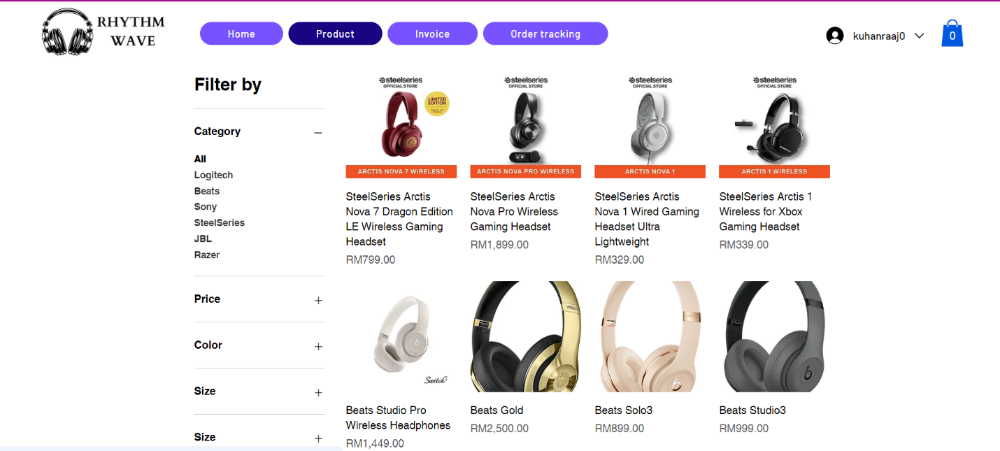 RHYTHM
WAVE
Home
Product
Invoice
Order tracking
kuhanraaj0
0
Filter by
Category
All
Logitech
Beats
Sony
SteelSeries
JBL
Razer
Price
Color
Size
Size
steelseries
OFFICIAL STORE
LIMITED
EDITION
ARCTIS NOVA 7 WIRELESS
SteelSeries Arctis
Nova 7 Dragon Edition
LE Wireless Gaming
Headset
RM799.00
steelseries
OFFICIAL STORE
ARCTIS NOVA PRO WIRELESS
SteelSeries Arctis
Nova Pro Wireless
Gaming Headset
RM1,899.00
steelseries
OFFICIAL STORE
ARCTIS NOVA 1
SteelSeries Arctis
Nova 1 Wired Gaming
Headset Ultra
Lightweight
RM329.00
steelseries
OFFICIAL STORE
ARCTIS 1 WIRELESS
SteelSeries Arctis 1
Wireless for Xbox
Gaming Headset
RM339.00
Switch
Beats Studio Pro
Wireless Headphones
RM1,449.00
wireless
Beats Gold
RM2,500.00
Beats Solo3
RM899.00
Beats Studio3
RM999.00